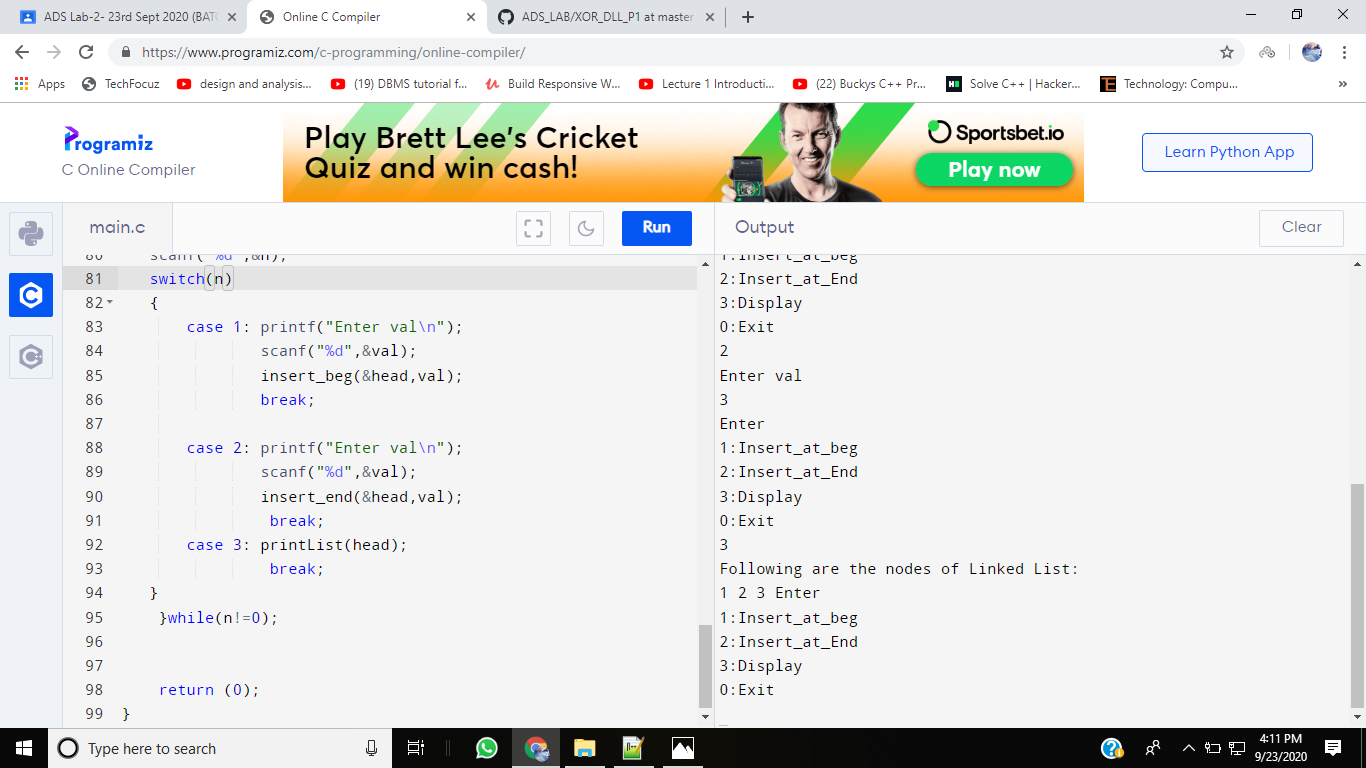 ADS Lab-2- 23rd Sept 2020 (BATC
Online C Compiler
ADS_LAB/XOR_DLL_P1 at master
https://www.programiz.com/c-programming/online-compiler/
Apps
TechFocuz
design and analysis...
(19) DBMS tutorial f...
Build Responsive W...
Lecture 1 Introducti...
(22) Buckys C++ Pr...
Solve C++ | Hacker...
Technology: Compu...
»
Programiz
C Online Compiler
Play Brett Lee's Cricket
Quiz and win cash!
Sportsbet.io
Play now
Learn Python App
main.c
Run
80 scanf("%d",&n);
81 switch(n)
82 {
83 case 1: printf("Enter val\n");
84 scanf("%d",&val);
85 insert_beg(&head,val);
86 break;
87
88 case 2: printf("Enter val\n");
89 scanf("%d",&val);
90 insert_end(&head,val);
91 break;
92 case 3: printList(head);
93 break;
94 }
95 }while(n!=0);
96
97
98 return (0);
99 }
Output
Clear
1:Insert_at_beg
2:Insert_at_End
3:Display
0:Exit
2
Enter val
3
Enter
1:Insert_at_beg
2:Insert_at_End
3:Display
0:Exit
3
Following are the nodes of Linked List:
1 2 3 Enter
1:Insert_at_beg
2:Insert_at_End
3:Display
0:Exit
Type here to search
4:11 PM
9/23/2020